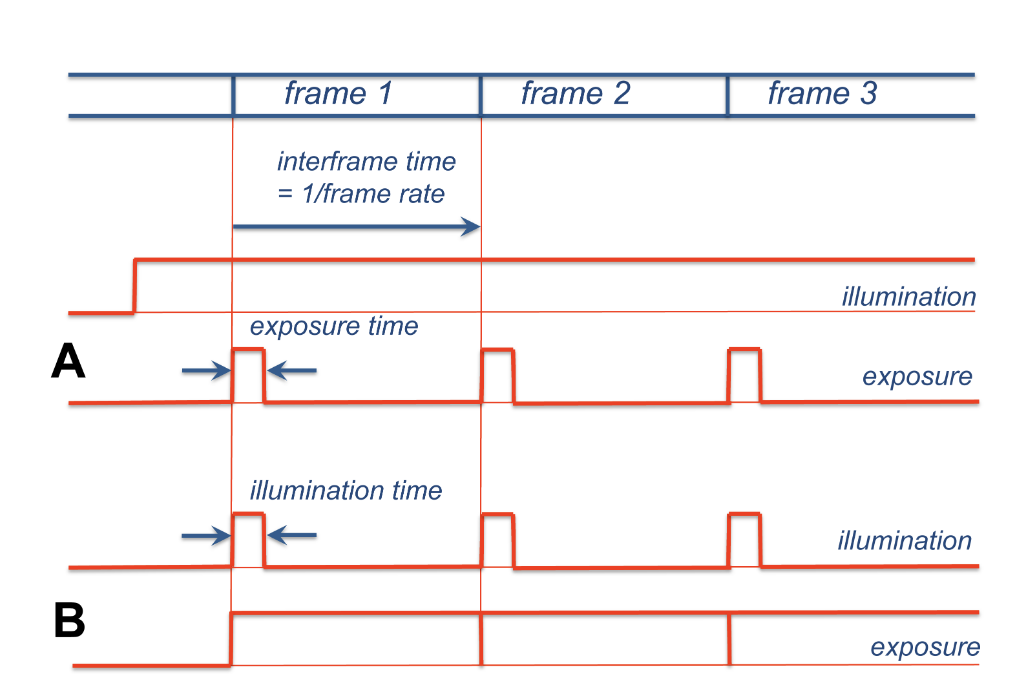 frame 1 frame 2 frame 3
interframe time
= 1/frame rate
illumination
exposure time
A
exposure
illumination time
illumination
B
exposure